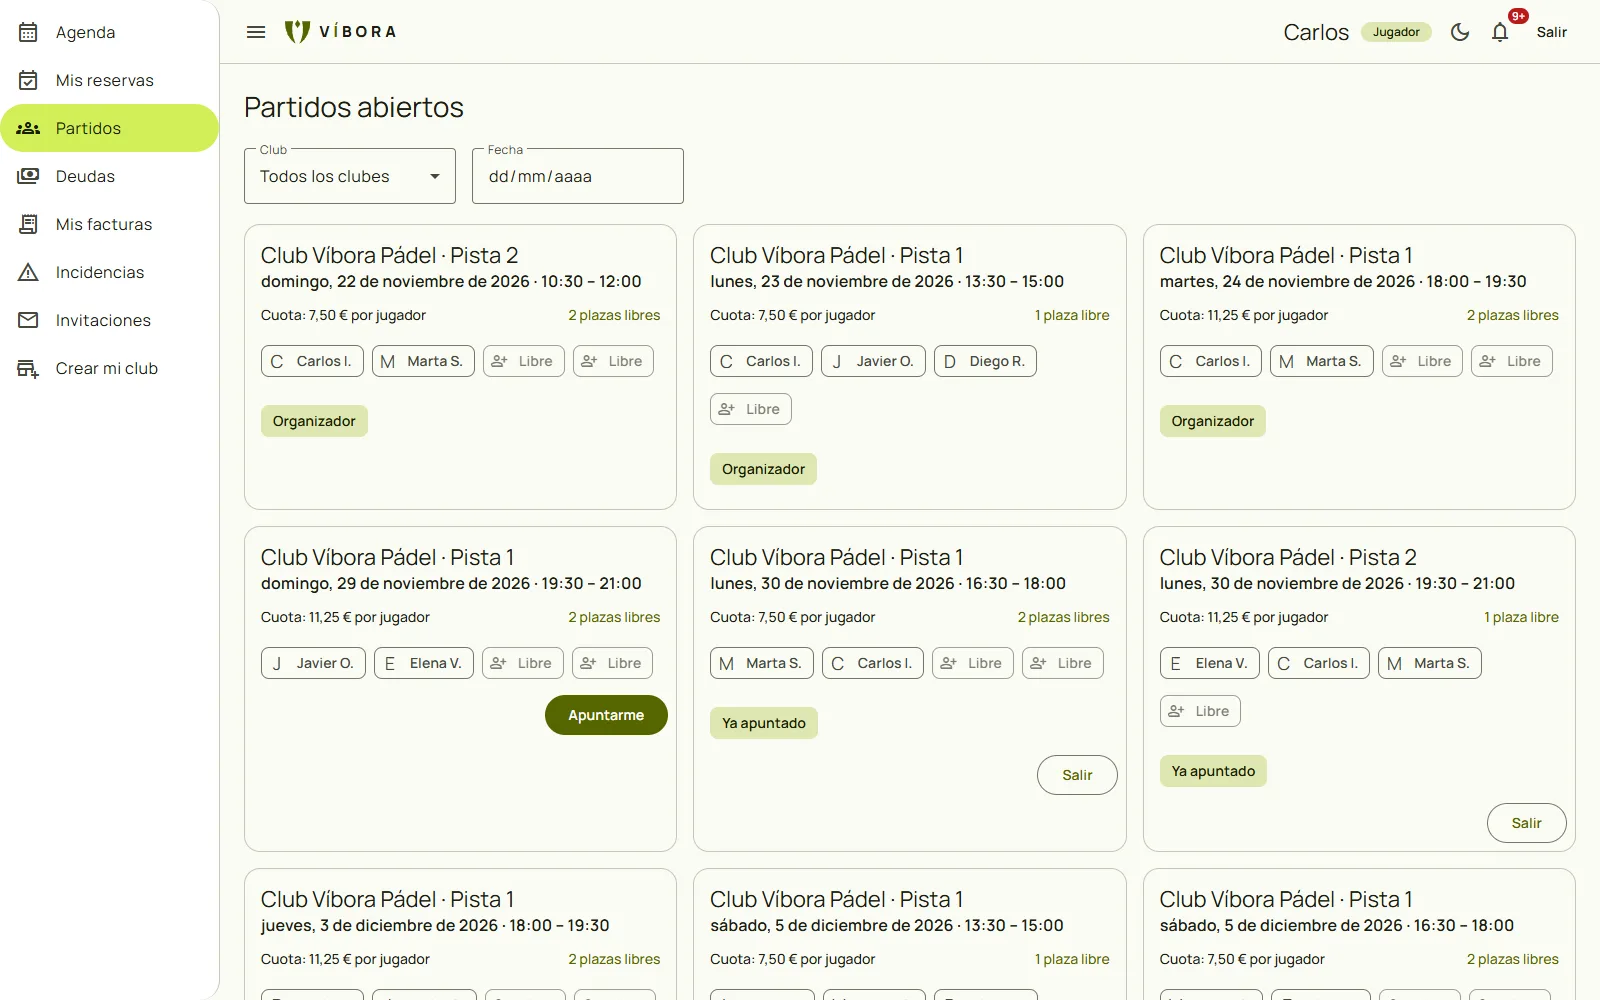 Agenda
Mis reservas
Partidos
Deudas
Mis facturas
Incidencias
Invitaciones
Crear mi club
VÍBORA
Carlos
Jugador
9+
Salir
Partidos abiertos
Club
Todos los clubes
Fecha
dd/mm/aaaa
Club Víbora Pádel · Pista 2
domingo, 22 de noviembre de 2026 · 10:30 – 12:00
Cuota: 7,50 € por jugador
2 plazas libres
C Carlos I.
M Marta S.
Libre
Libre
Organizador
Club Víbora Pádel · Pista 1
lunes, 23 de noviembre de 2026 · 13:30 – 15:00
Cuota: 7,50 € por jugador
1 plaza libre
C Carlos I.
J Javier O.
D Diego R.
Libre
Organizador
Club Víbora Pádel · Pista 1
martes, 24 de noviembre de 2026 · 18:00 – 19:30
Cuota: 11,25 € por jugador
2 plazas libres
C Carlos I.
M Marta S.
Libre
Libre
Organizador
Club Víbora Pádel · Pista 1
domingo, 29 de noviembre de 2026 · 19:30 – 21:00
Cuota: 11,25 € por jugador
2 plazas libres
J Javier O.
E Elena V.
Libre
Libre
Apuntarme
Club Víbora Pádel · Pista 1
lunes, 30 de noviembre de 2026 · 16:30 – 18:00
Cuota: 7,50 € por jugador
2 plazas libres
M Marta S.
C Carlos I.
Libre
Libre
Ya apuntado
Salir
Club Víbora Pádel · Pista 2
lunes, 30 de noviembre de 2026 · 19:30 – 21:00
Cuota: 11,25 € por jugador
1 plaza libre
E Elena V.
C Carlos I.
M Marta S.
Libre
Ya apuntado
Salir
Club Víbora Pádel · Pista 1
jueves, 3 de diciembre de 2026 · 18:00 – 19:30
Cuota: 11,25 € por jugador
2 plazas libres
Club Víbora Pádel · Pista 1
sábado, 5 de diciembre de 2026 · 13:30 – 15:00
Cuota: 7,50 € por jugador
1 plaza libre
Club Víbora Pádel · Pista 1
sábado, 5 de diciembre de 2026 · 16:30 – 18:00
Cuota: 7,50 € por jugador
2 plazas libres